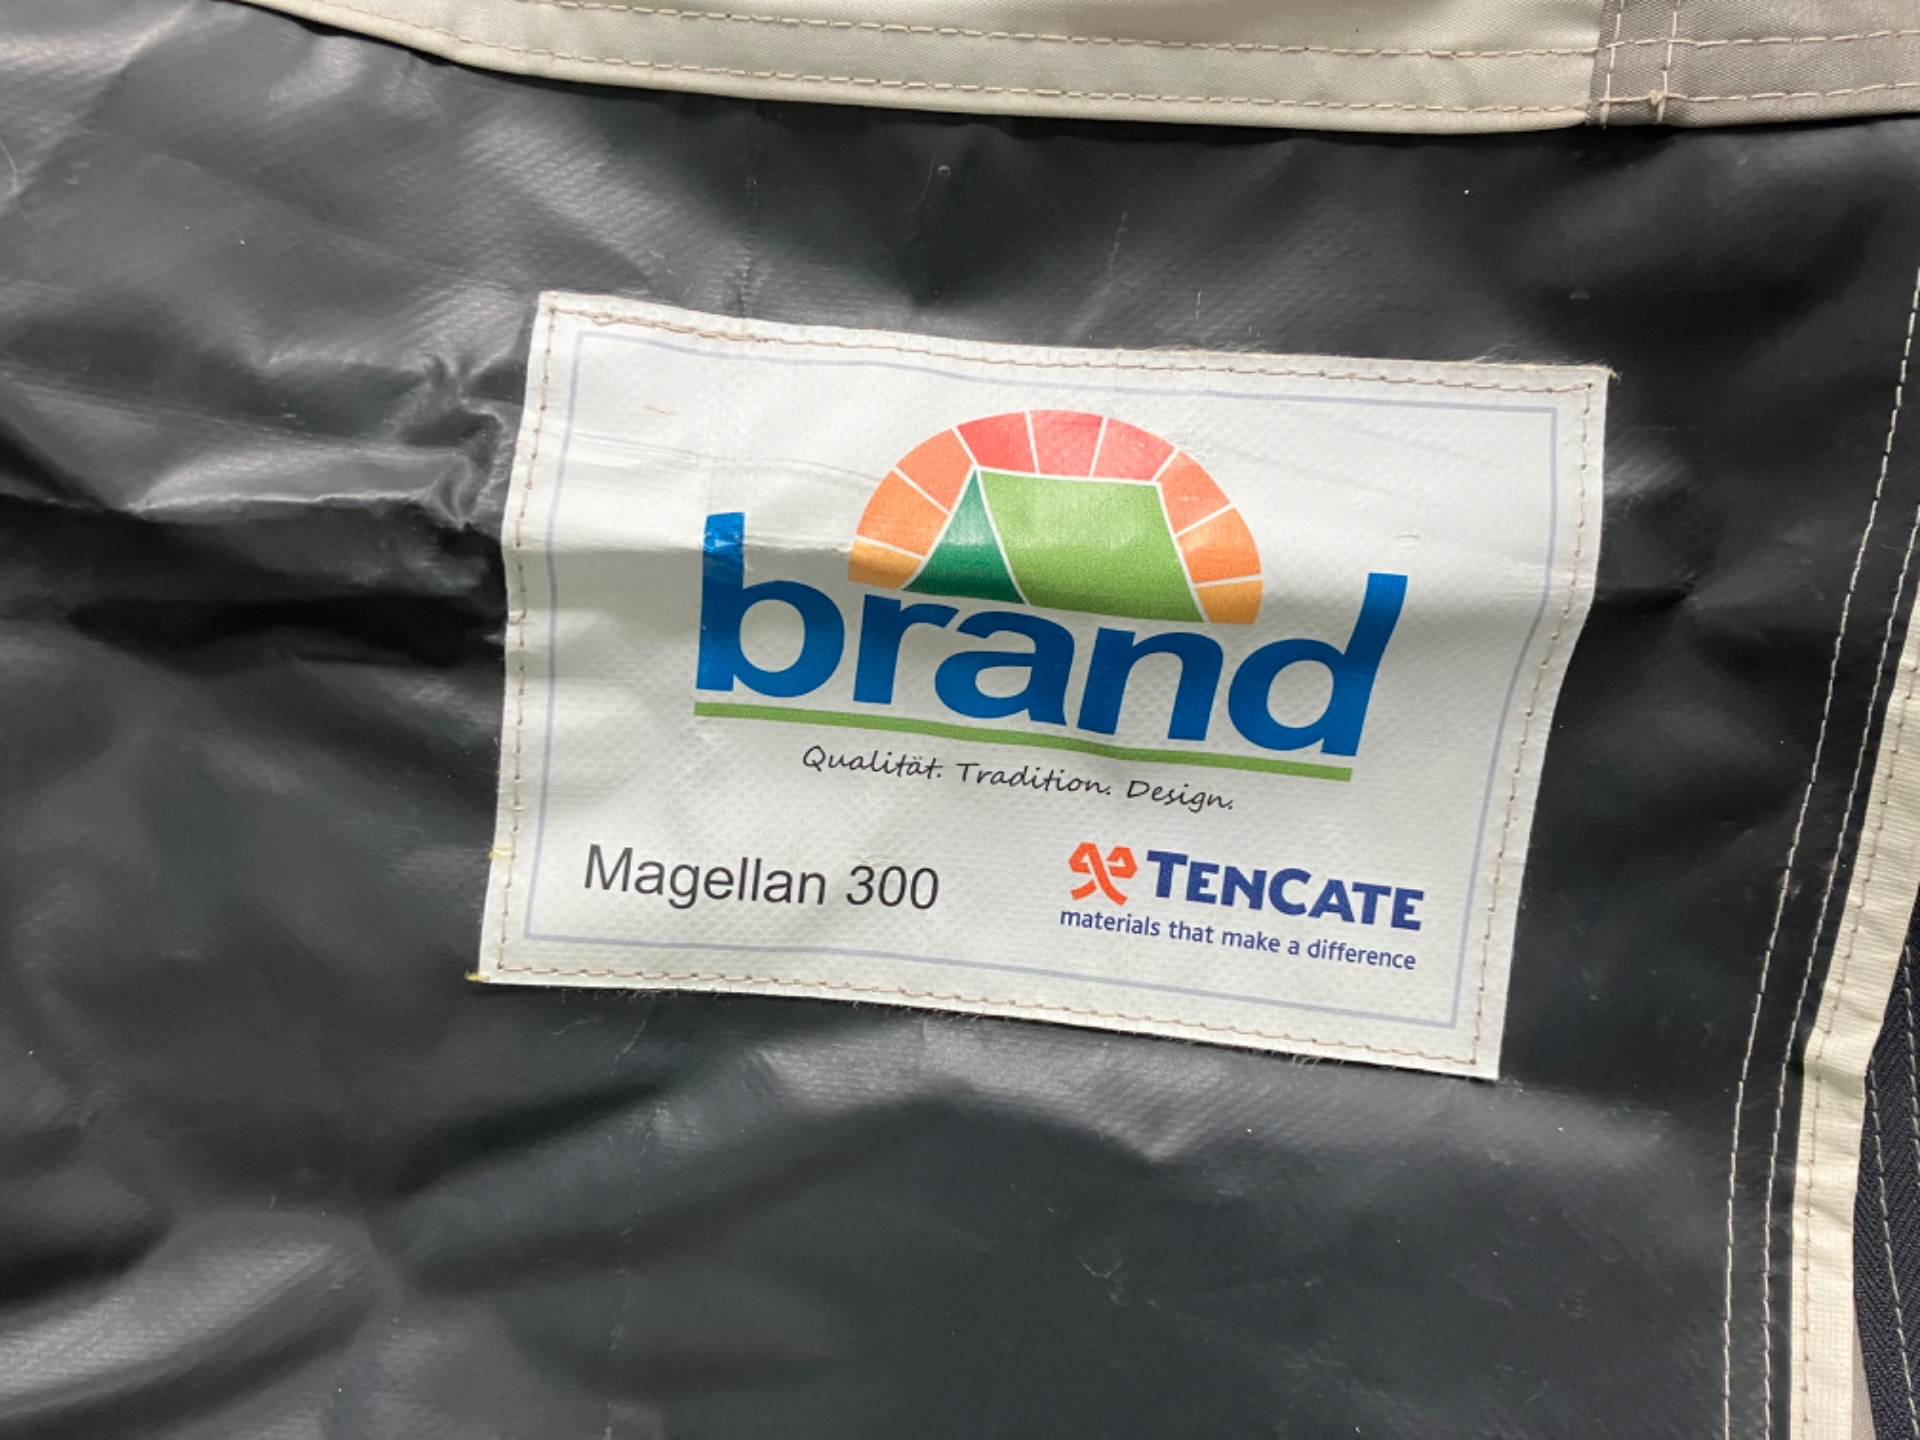 brand
Qualität. Tradition. Design.
Magellan 300
TENCATE
materials that make a difference